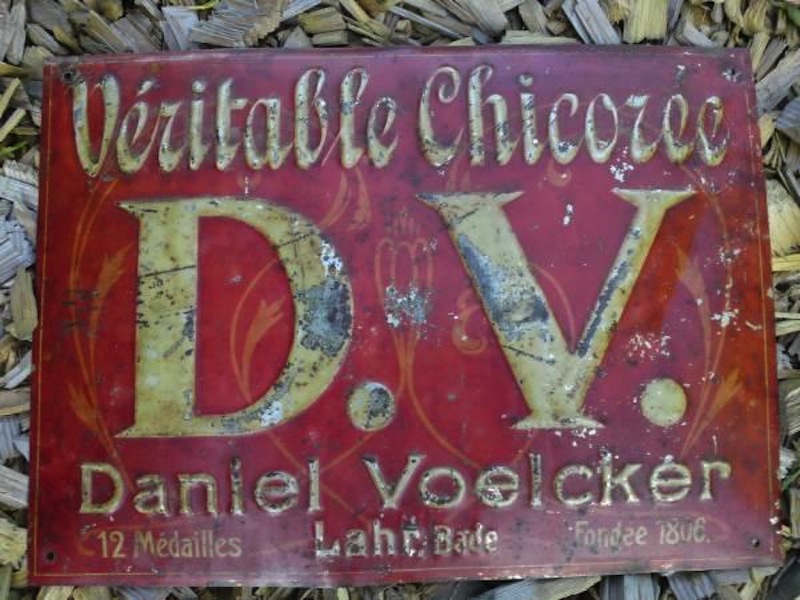 Véritable Chicorée
D.V.
Daniel Voelcker
12 Médailles Lahr, Bade Fondée 1806.